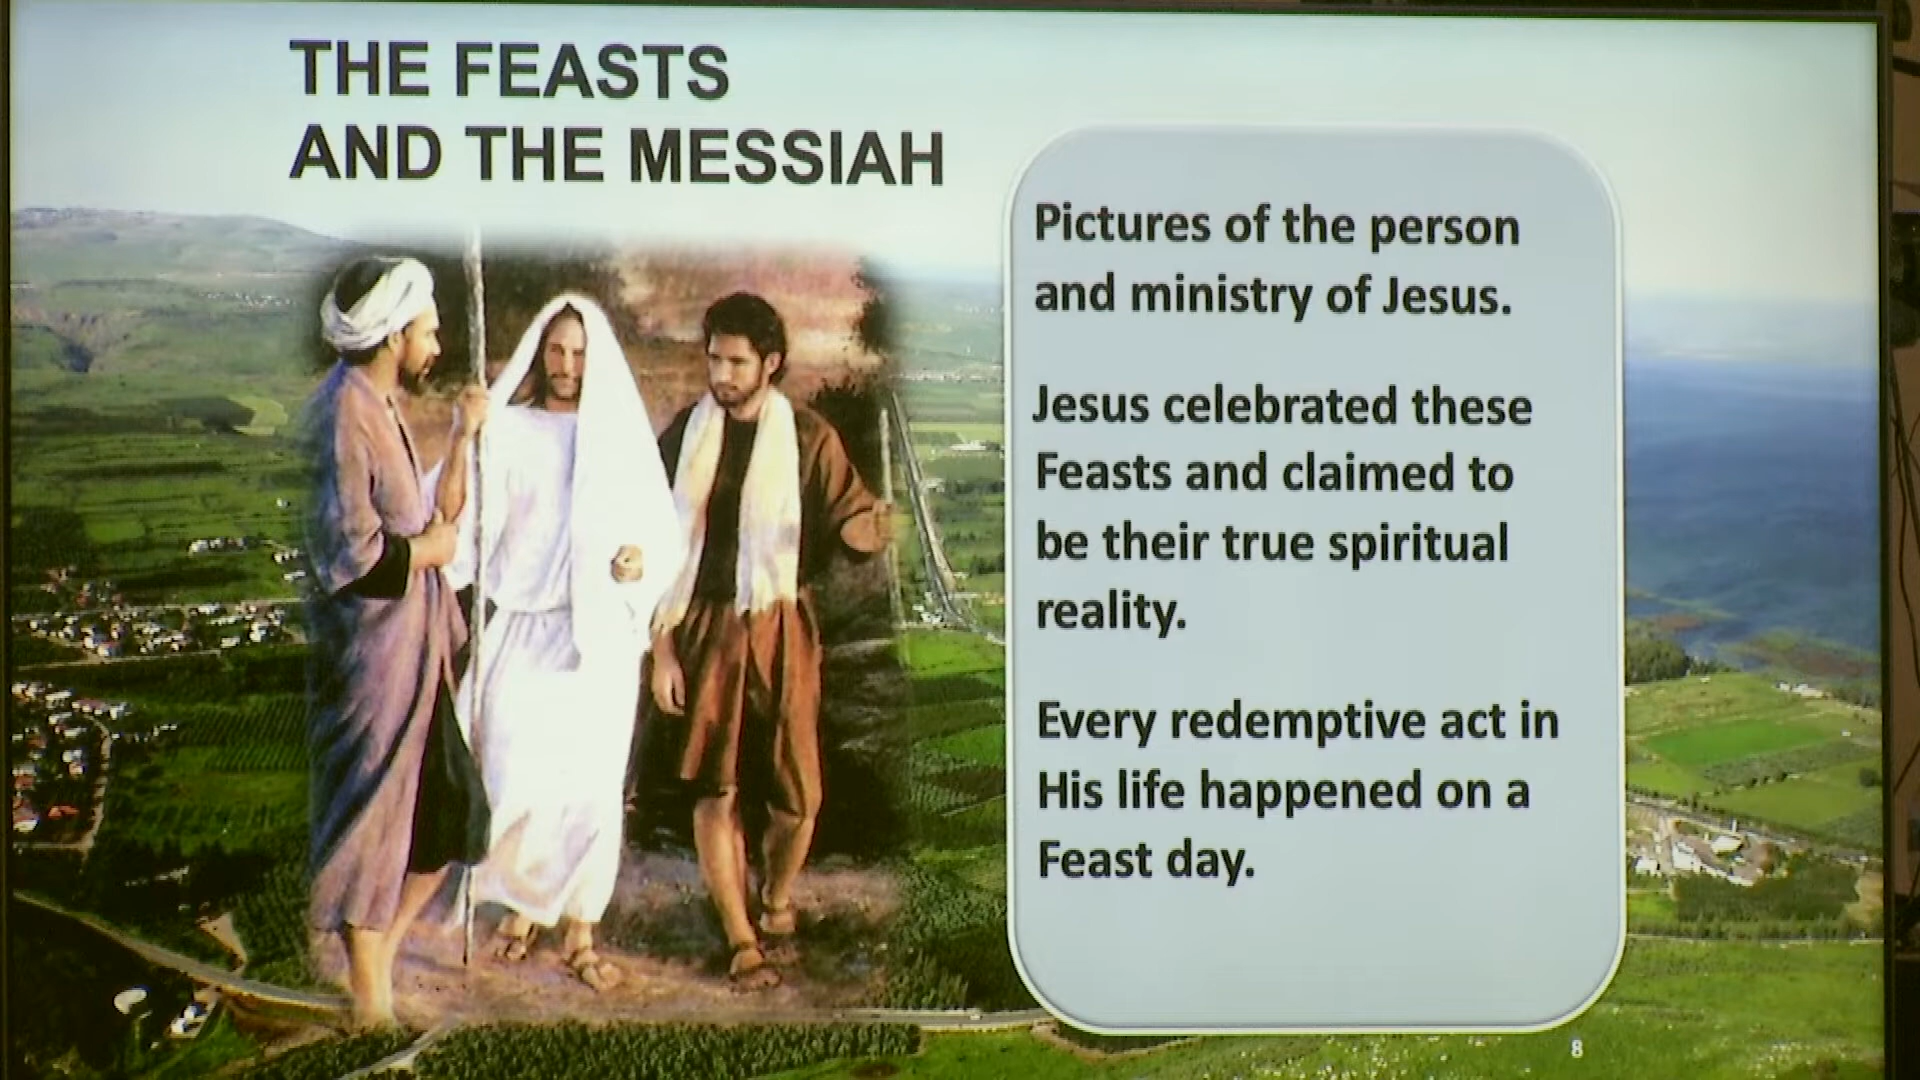 THE FEASTS
AND THE MESSIAH
Pictures of the person
and ministry of Jesus.
Jesus celebrated these
Feasts and claimed to
be their true spiritual
reality.
Every redemptive act in
His life happened on a
Feast day.
8